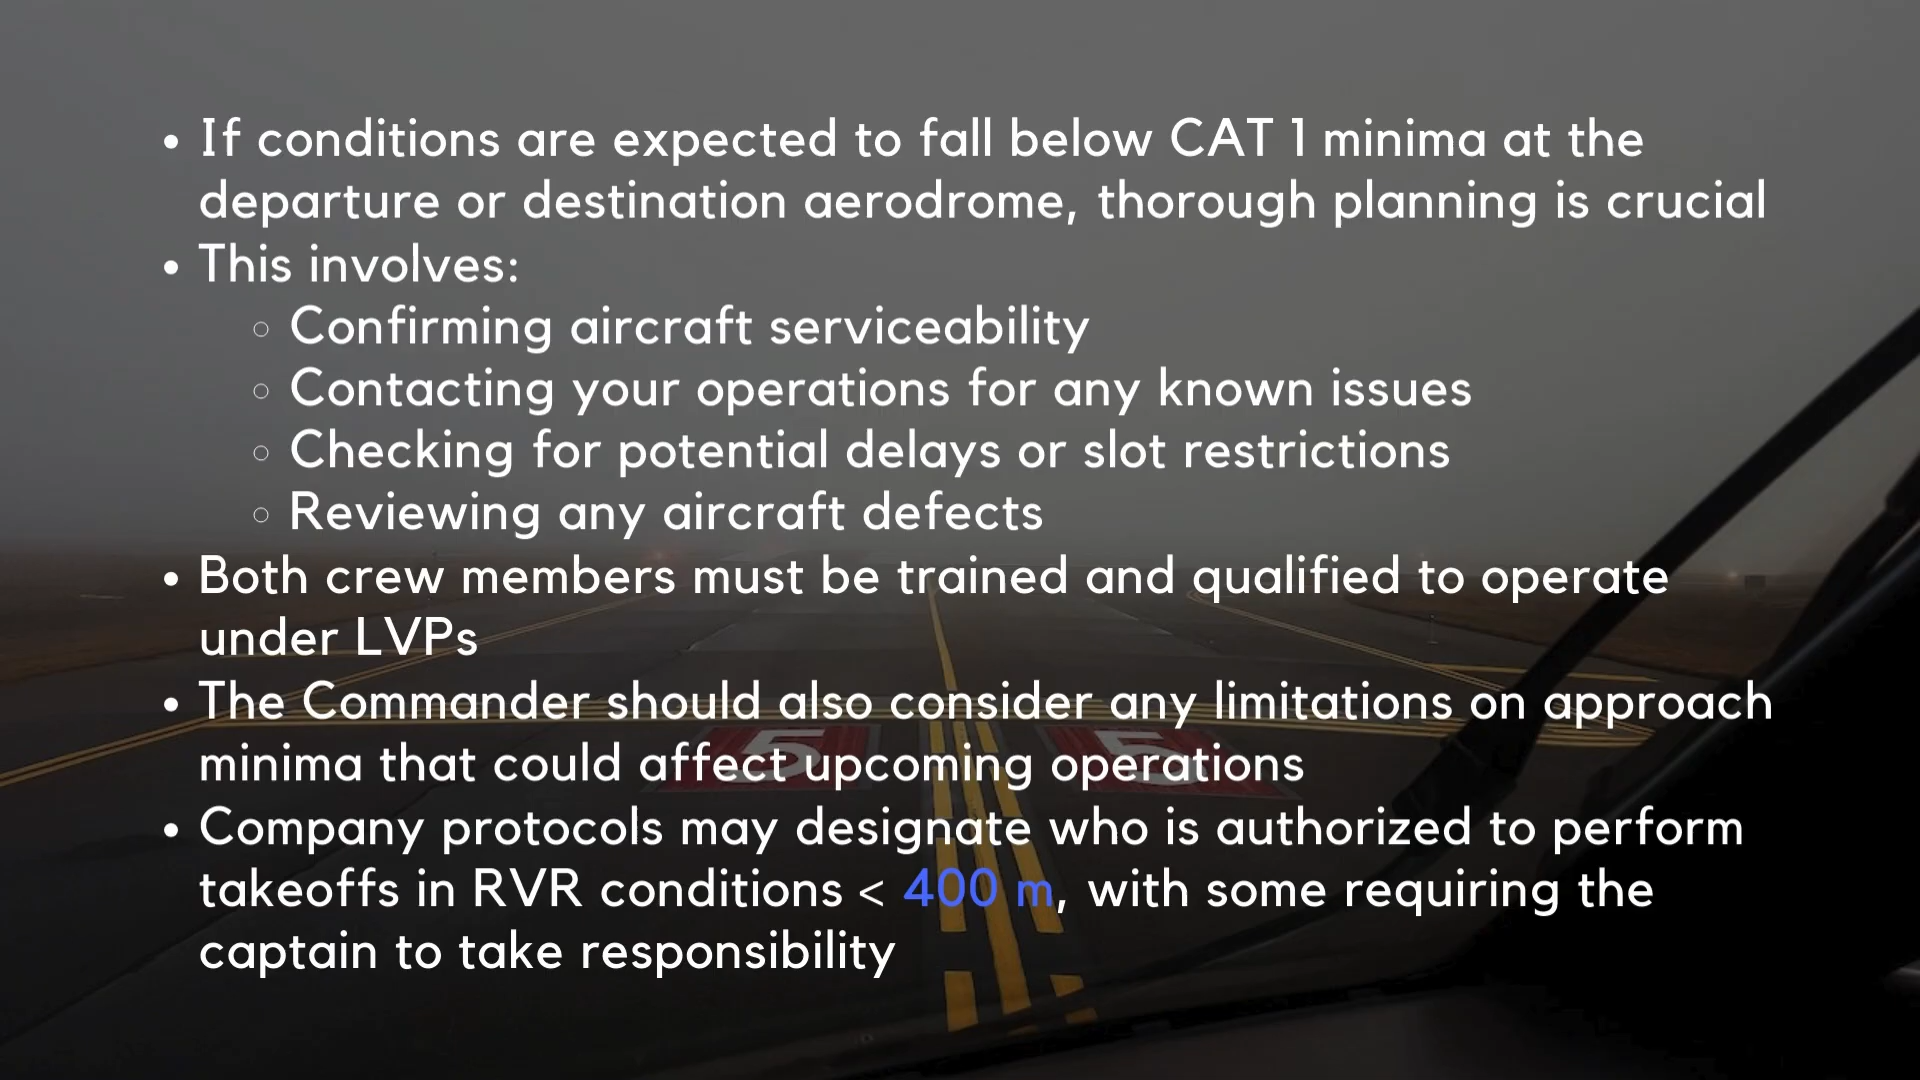 • If conditions are expected to fall below CAT 1 minima at the
departure or destination aerodrome, thorough planning is crucial
• This involves:
○ Confirming aircraft serviceability
○ Contacting your operations for any known issues
○ Checking for potential delays or slot restrictions
○ Reviewing any aircraft defects
• Both crew members must be trained and qualified to operate
under LVPs
• The Commander should also consider any limitations on approach
5 5
minima that could affect upcoming operations
• Company protocols may designate who is authorized to perform
takeoffs in RVR conditions < 400 m, with some requiring the
captain to take responsibility